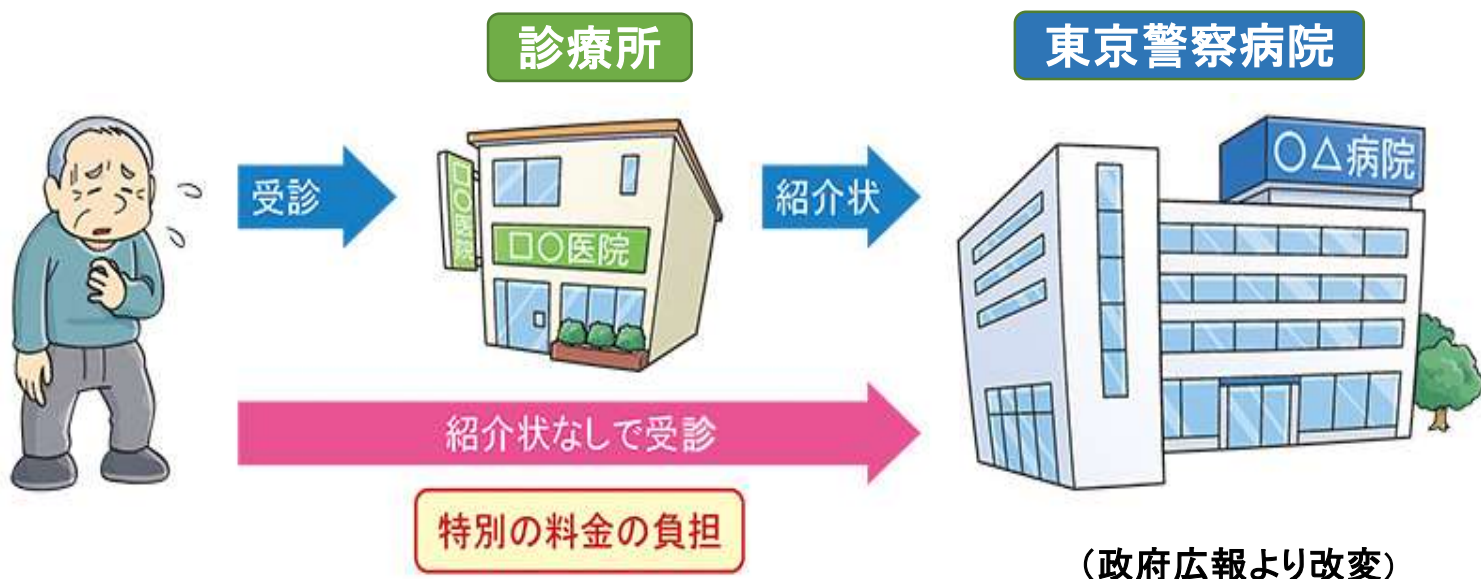 診療所
東京警察病院
○△病院
受診
紹介状
□○医院
□○医院
紹介状なしで受診
特別の料金の負担
(政府広報より改変)